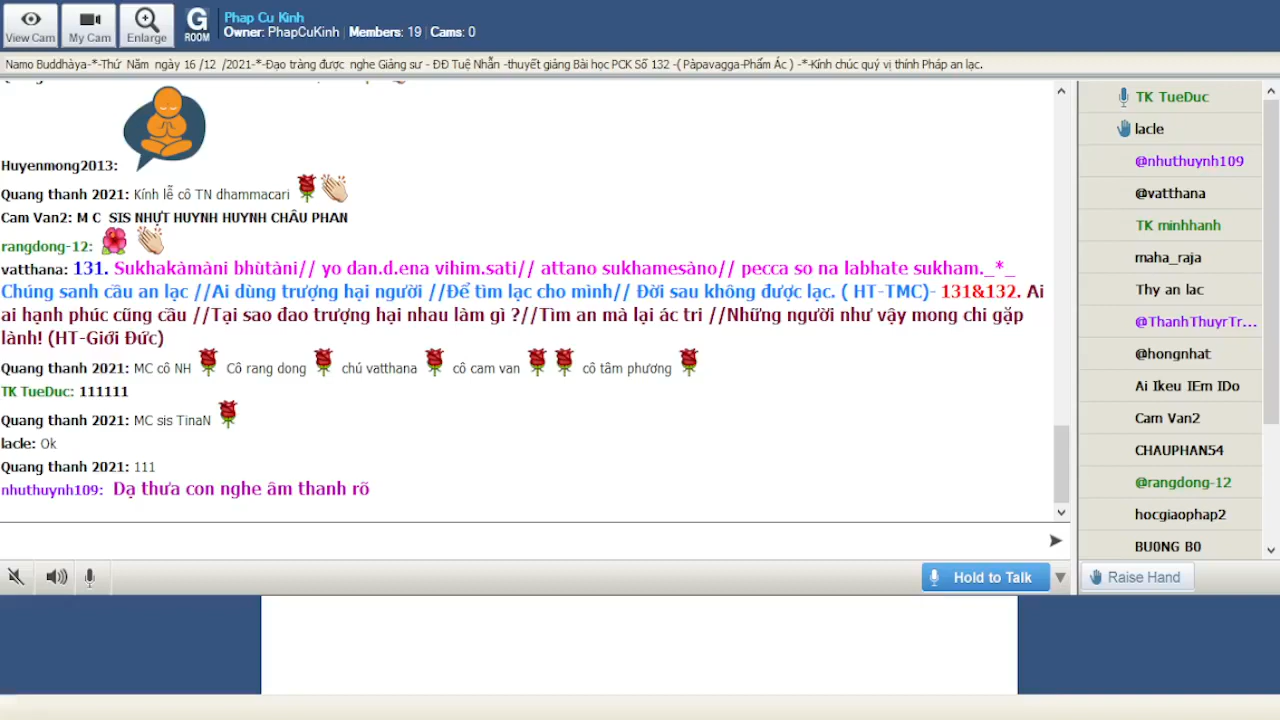 View Cam
My Cam
Enlarge
G
ROOM
Phap Cu Kinh
Owner: PhapCuKinh | Members: 19 | Cams: 0
Namo Buddhàya-*-Thứ Năm ngày 16 /12 /2021-*-Đạo tràng được nghe Giảng sư - ĐĐ Tuệ Nhẫn -thuyết giảng Bài học PCK Số 132 -( Pàpavagga-Phẩm Ác ) -*-Kính chúc quý vị thính Pháp an lạc.
Huyenmong2013:
Quang thanh 2021: Kính lễ cô TN dhammacari
Cam Van2: M C SIS NHỰT HUYNH HUYNH CHÂU PHAN
rangdong-12:
vatthana: 131. Sukhakàmàni bhùtàni// yo dan.d.ena vihim.sati// attano sukhamesàno// pecca so na labhate sukham._*_
Chúng sanh cầu an lạc //Ai dùng trượng hại người //Để tìm lạc cho mình// Đời sau không được lạc. ( HT-TMC)- 131&132. Ai
ai hạnh phúc cũng cầu //Tại sao đao trượng hại nhau làm gì ?//Tìm an mà lại ác tri //Những người như vậy mong chi gặp
lành! (HT-Giới Đức)
Quang thanh 2021: MC cô NH Cô rang dong chú vatthana cô cam van cô tâm phương
TK TueDuc: 111111
Quang thanh 2021: MC sis TinaN
lacle: Ok
Quang thanh 2021: 111
nhuthuynh109: Dạ thưa con nghe âm thanh rõ
Hold to Talk
TK TueDuc
lacle
@nhuthuynh109
@vatthana
TK minhhanh
maha_raja
Thy an lac
@ThanhThuyrTr...
@hongnhat
Ai Ikeu IEm IDo
Cam Van2
CHAUPHAN54
@rangdong-12
hocgiaophap2
BU0NG B0
Raise Hand